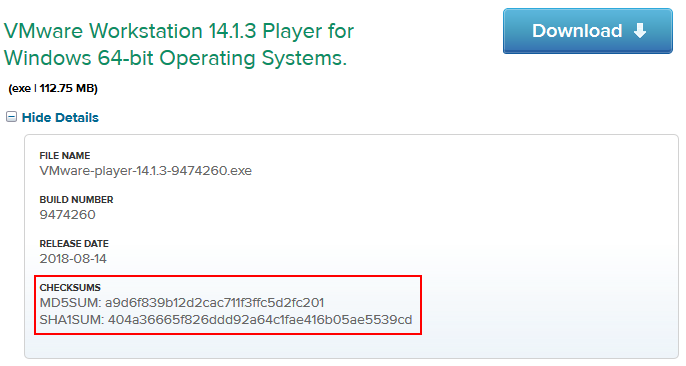 VMware Workstation 14.1.3 Player for
Windows 64-bit Operating Systems.
Download
(exe | 112.75 MB)
Hide Details
FILE NAME
VMware-player-14.1.3-9474260.exe
BUILD NUMBER
9474260
RELEASE DATE
2018-08-14
CHECKSUMS
MD5SUM: a9d6f839b12d2cac711f3ffc5d2fc201
SHA1SUM: 404a36665f826ddd92a64c1fae416b05ae5539cd